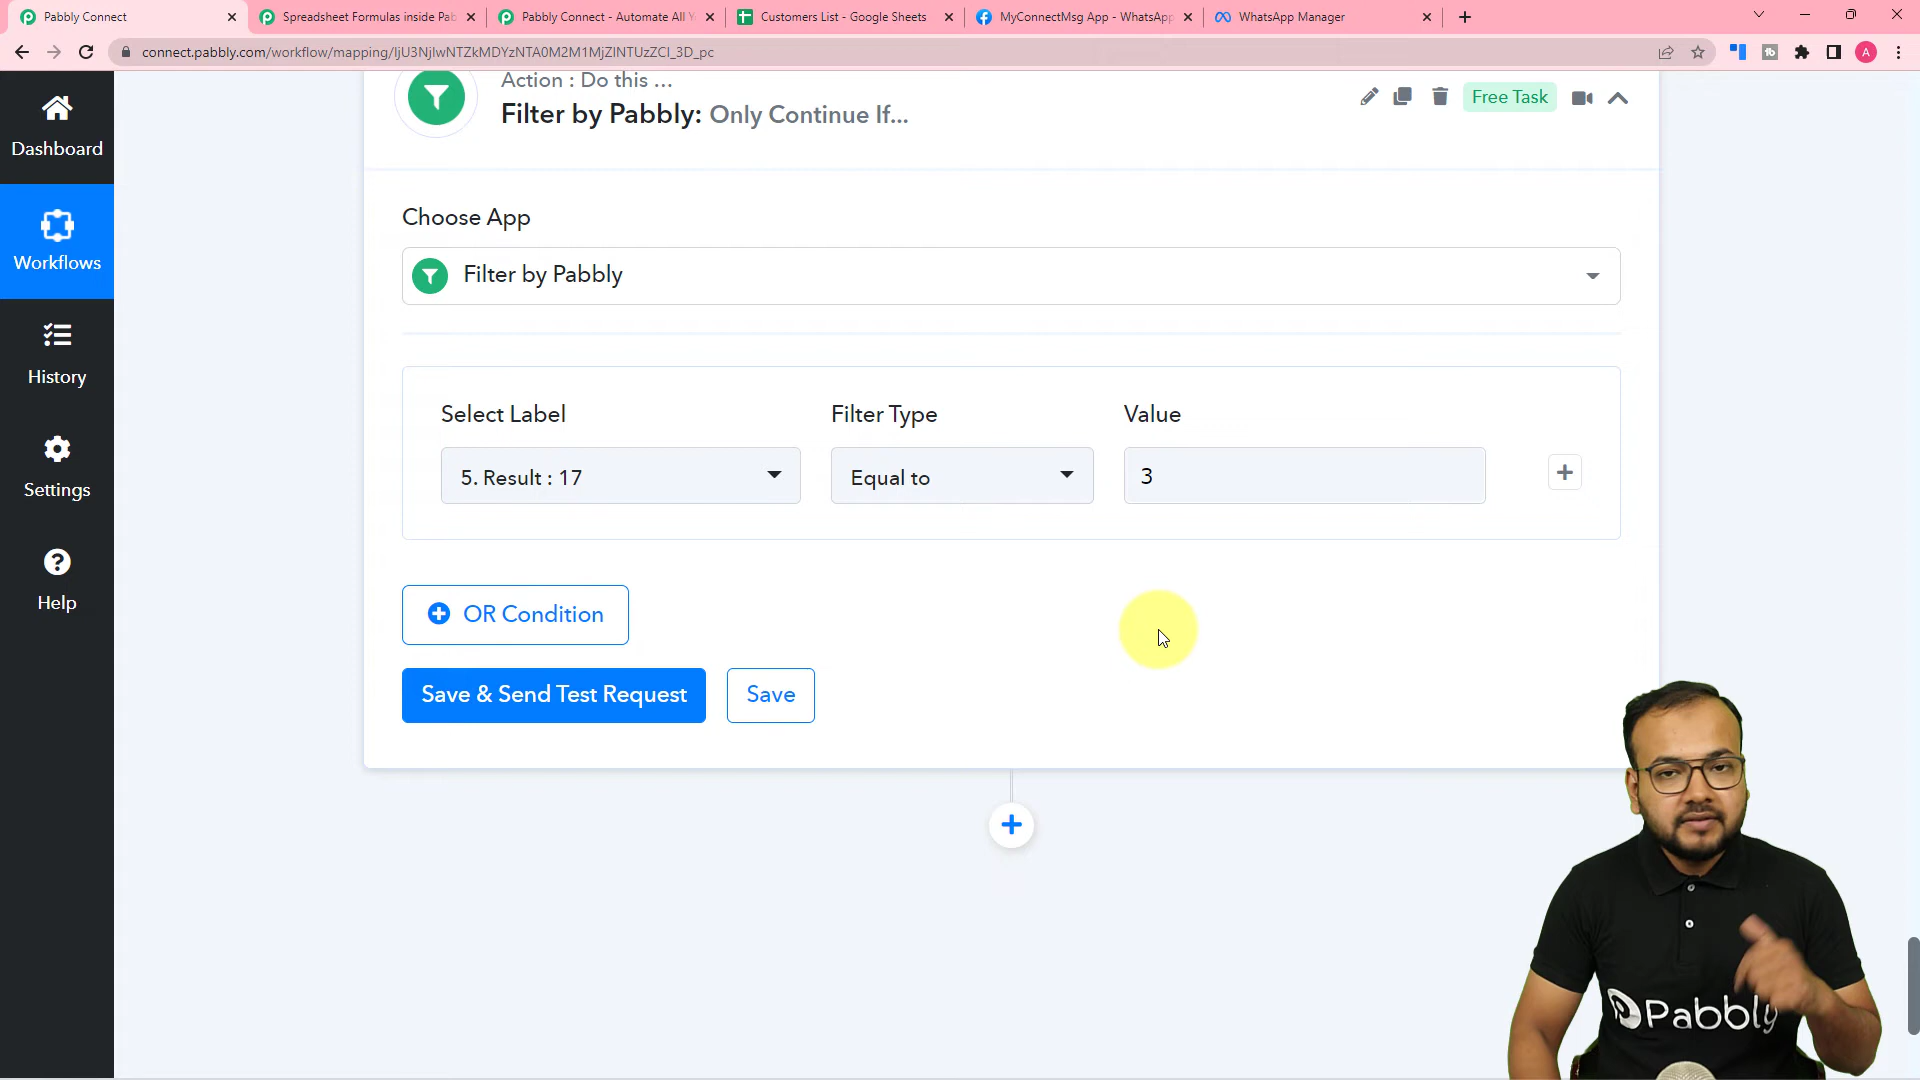 Pabbly Connect
Spreadsheet Formulas inside Pab
Pabbly Connect - Automate All Y
Customers List - Google Sheets
MyConnectMsg App - WhatsApp
WhatsApp Manager
connect.pabbly.com/workflow/mapping/IjU3NjIwNTZkMDYzNTA0M2M1MjZlNTUzZCI_3D_pc
A
Dashboard
Workflows
History
Settings
Help
Action : Do this ...
Filter by Pabbly: Only Continue If...
Free Task
Choose App
Filter by Pabbly
Select Label
Filter Type
Value
5. Result : 17
Equal to
3
OR Condition
Save & Send Test Request
Save
Pabbly